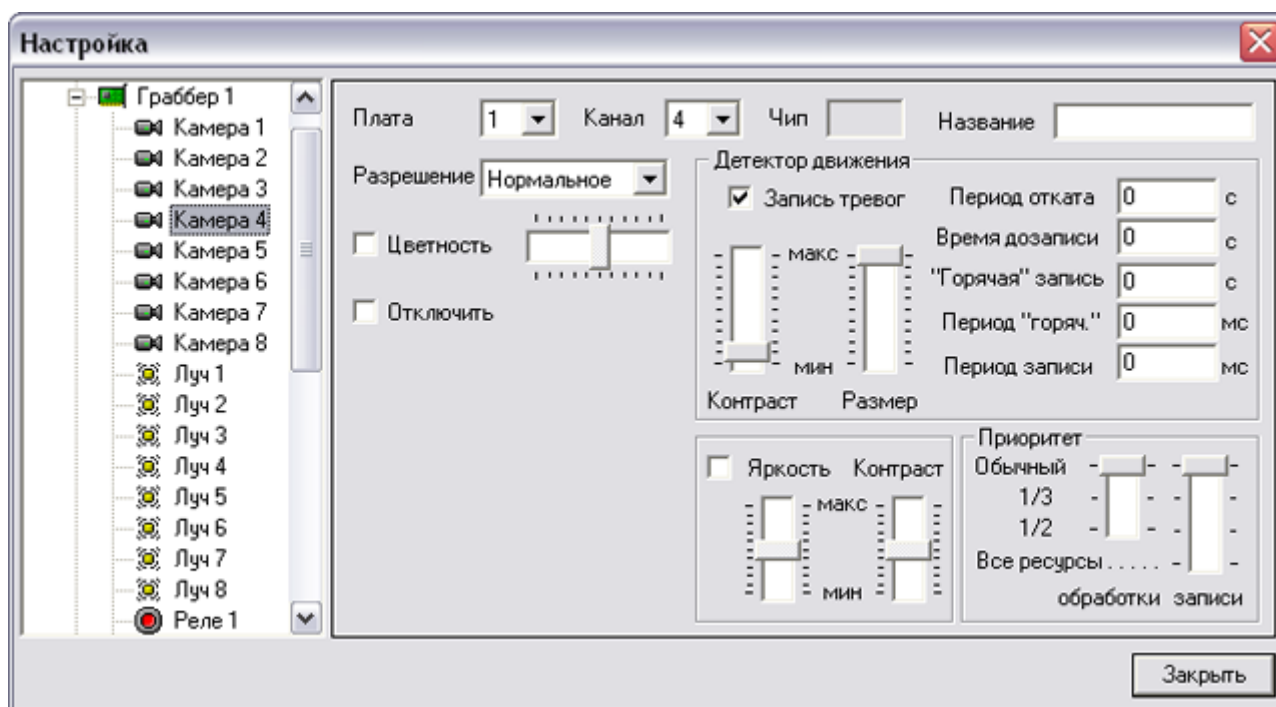 Настройка
Граббер 1
Камера 1
Камера 2
Камера 3
Камера 4
Камера 5
Камера 6
Камера 7
Камера 8
Луч 1
Луч 2
Луч 3
Луч 4
Луч 5
Луч 6
Луч 7
Луч 8
Реле 1
Плата 1 Канал 4 Чип Название
Разрешение Нормальное
Цветность
Отключить
Детектор движения
Запись тревог
макс
мин
Контраст Размер
Период отката 0 с
Время дозаписи 0 с
"Горячая" запись 0 с
Период "горяч." 0 мс
Период записи 0 мс
Яркость Контраст
макс
мин
Приоритет
Обычный
1/3
1/2
Все ресурсы.....
обработки записи
Закрыть